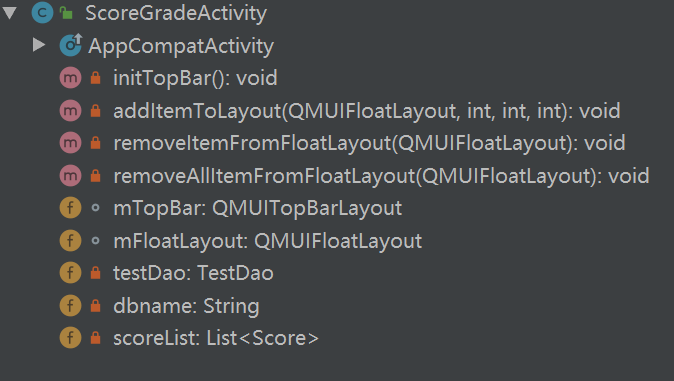 ScoreGradeActivity
AppCompatActivity
initTopBar(): void
addItemToLayout(QMUIFloatLayout, int, int, int): void
removeItemFromFloatLayout(QMUIFloatLayout): void
removeAllItemFromFloatLayout(QMUIFloatLayout): void
mTopBar: QMUITopBarLayout
mFloatLayout: QMUIFloatLayout
testDao: TestDao
dbname: String
scoreList: List<Score>